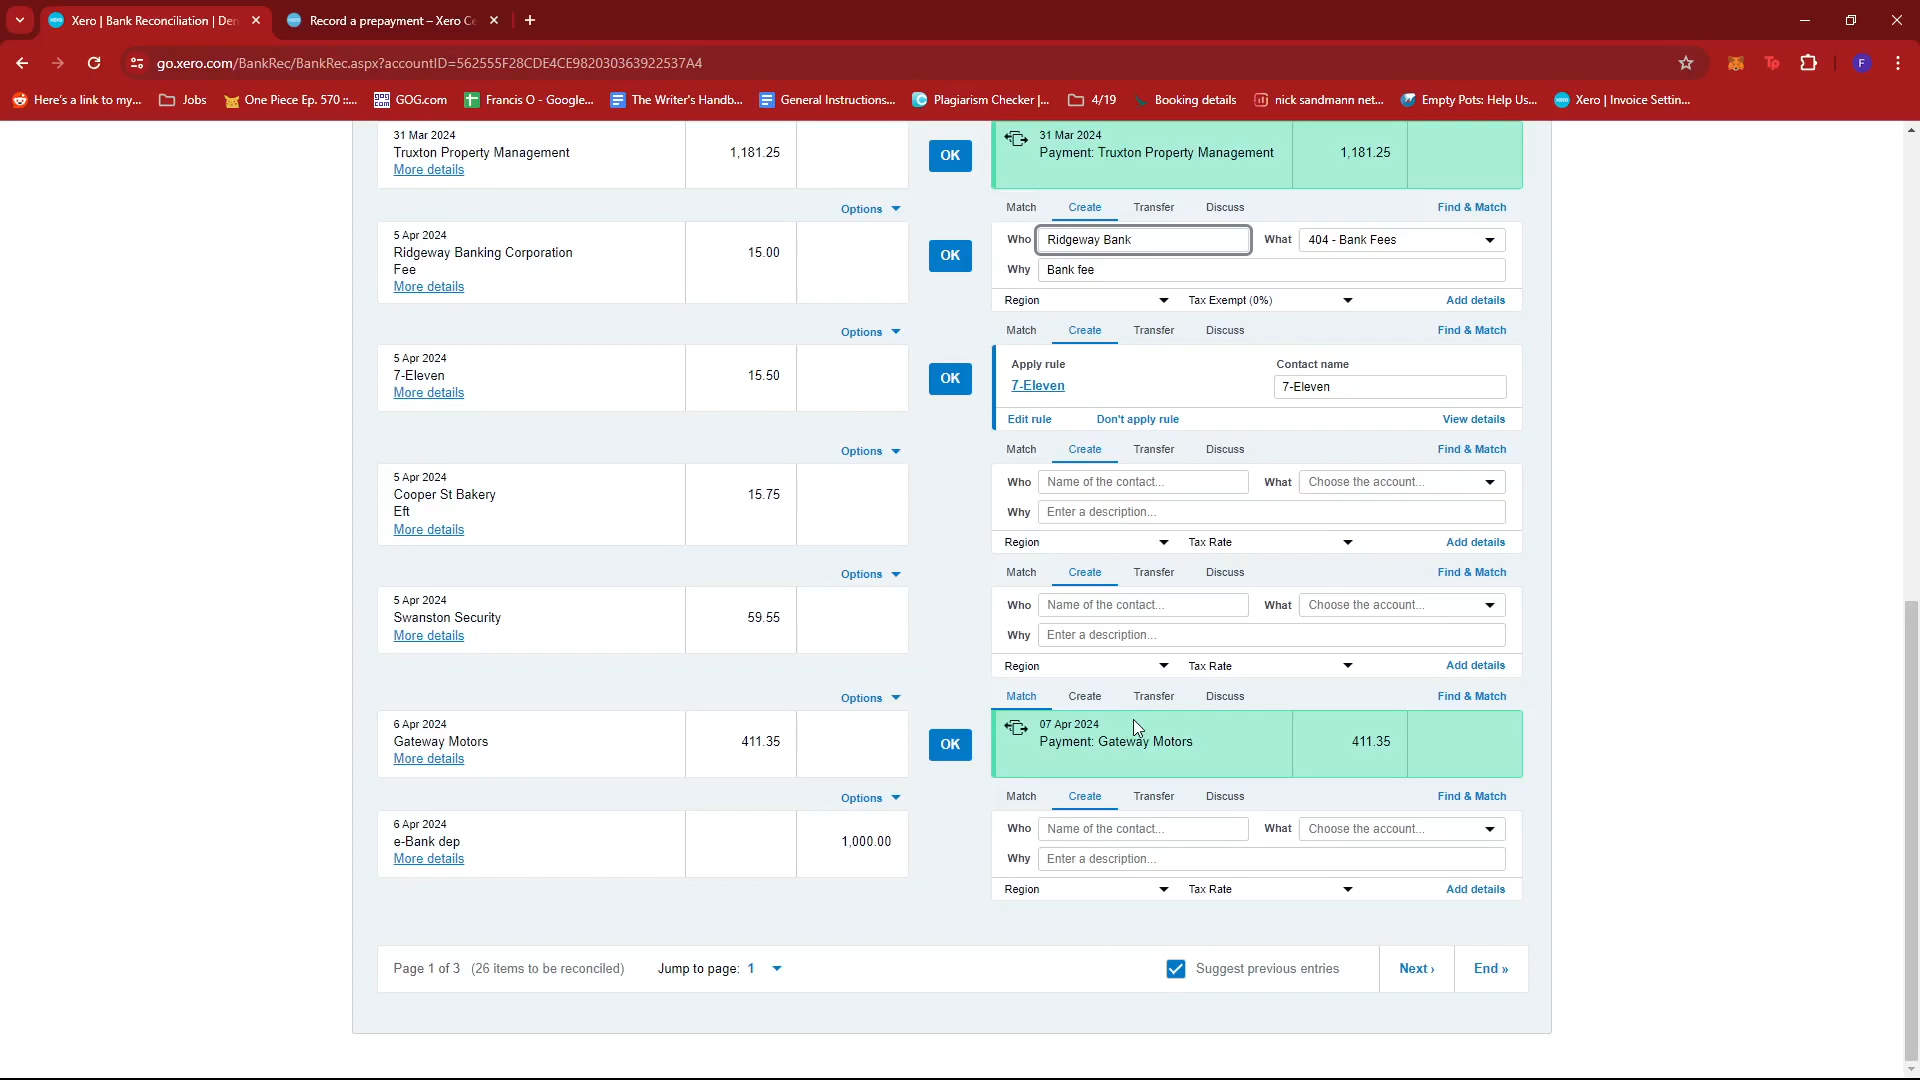 Xero | Bank Reconciliation | Den
Record a prepayment – Xero Ce
go.xero.com/BankRec/BankRec.aspx?accountID=562555F28CDE4CE982030363922537A4
Here's a link to my...
Jobs
One Piece Ep. 570 ::...
GOG.com
Francis O - Google...
The Writer's Handb...
General Instructions...
Plagiarism Checker |...
4/19
Booking details
nick sandmann net...
Empty Pots: Help Us...
Xero | Invoice Settin...
31 Mar 2024
Truxton Property Management
More details
1,181.25
OK
31 Mar 2024
Payment: Truxton Property Management
1,181.25
Options
Match Create Transfer Discuss Find & Match
5 Apr 2024
Ridgeway Banking Corporation
Fee
More details
15.00
OK
Who Ridgeway Bank What 404 - Bank Fees
Why Bank fee
Region Tax Exempt (0%) Add details
Options
Match Create Transfer Discuss Find & Match
5 Apr 2024
7-Eleven
More details
15.50
OK
Apply rule Contact name
7-Eleven 7-Eleven
Edit rule Don't apply rule View details
Options
Match Create Transfer Discuss Find & Match
5 Apr 2024
Cooper St Bakery
Eft
More details
15.75
Who Name of the contact... What Choose the account...
Why Enter a description...
Region Tax Rate Add details
Options
Match Create Transfer Discuss Find & Match
5 Apr 2024
Swanston Security
More details
59.55
Who Name of the contact... What Choose the account...
Why Enter a description...
Region Tax Rate Add details
Options
Match Create Transfer Discuss Find & Match
6 Apr 2024
Gateway Motors
More details
411.35
OK
07 Apr 2024
Payment: Gateway Motors
411.35
Options
Match Create Transfer Discuss Find & Match
6 Apr 2024
e-Bank dep
More details
1,000.00
Who Name of the contact... What Choose the account...
Why Enter a description...
Region Tax Rate Add details
Page 1 of 3 (26 items to be reconciled) Jump to page: 1
Suggest previous entries
Next ›
End »
F
Tp